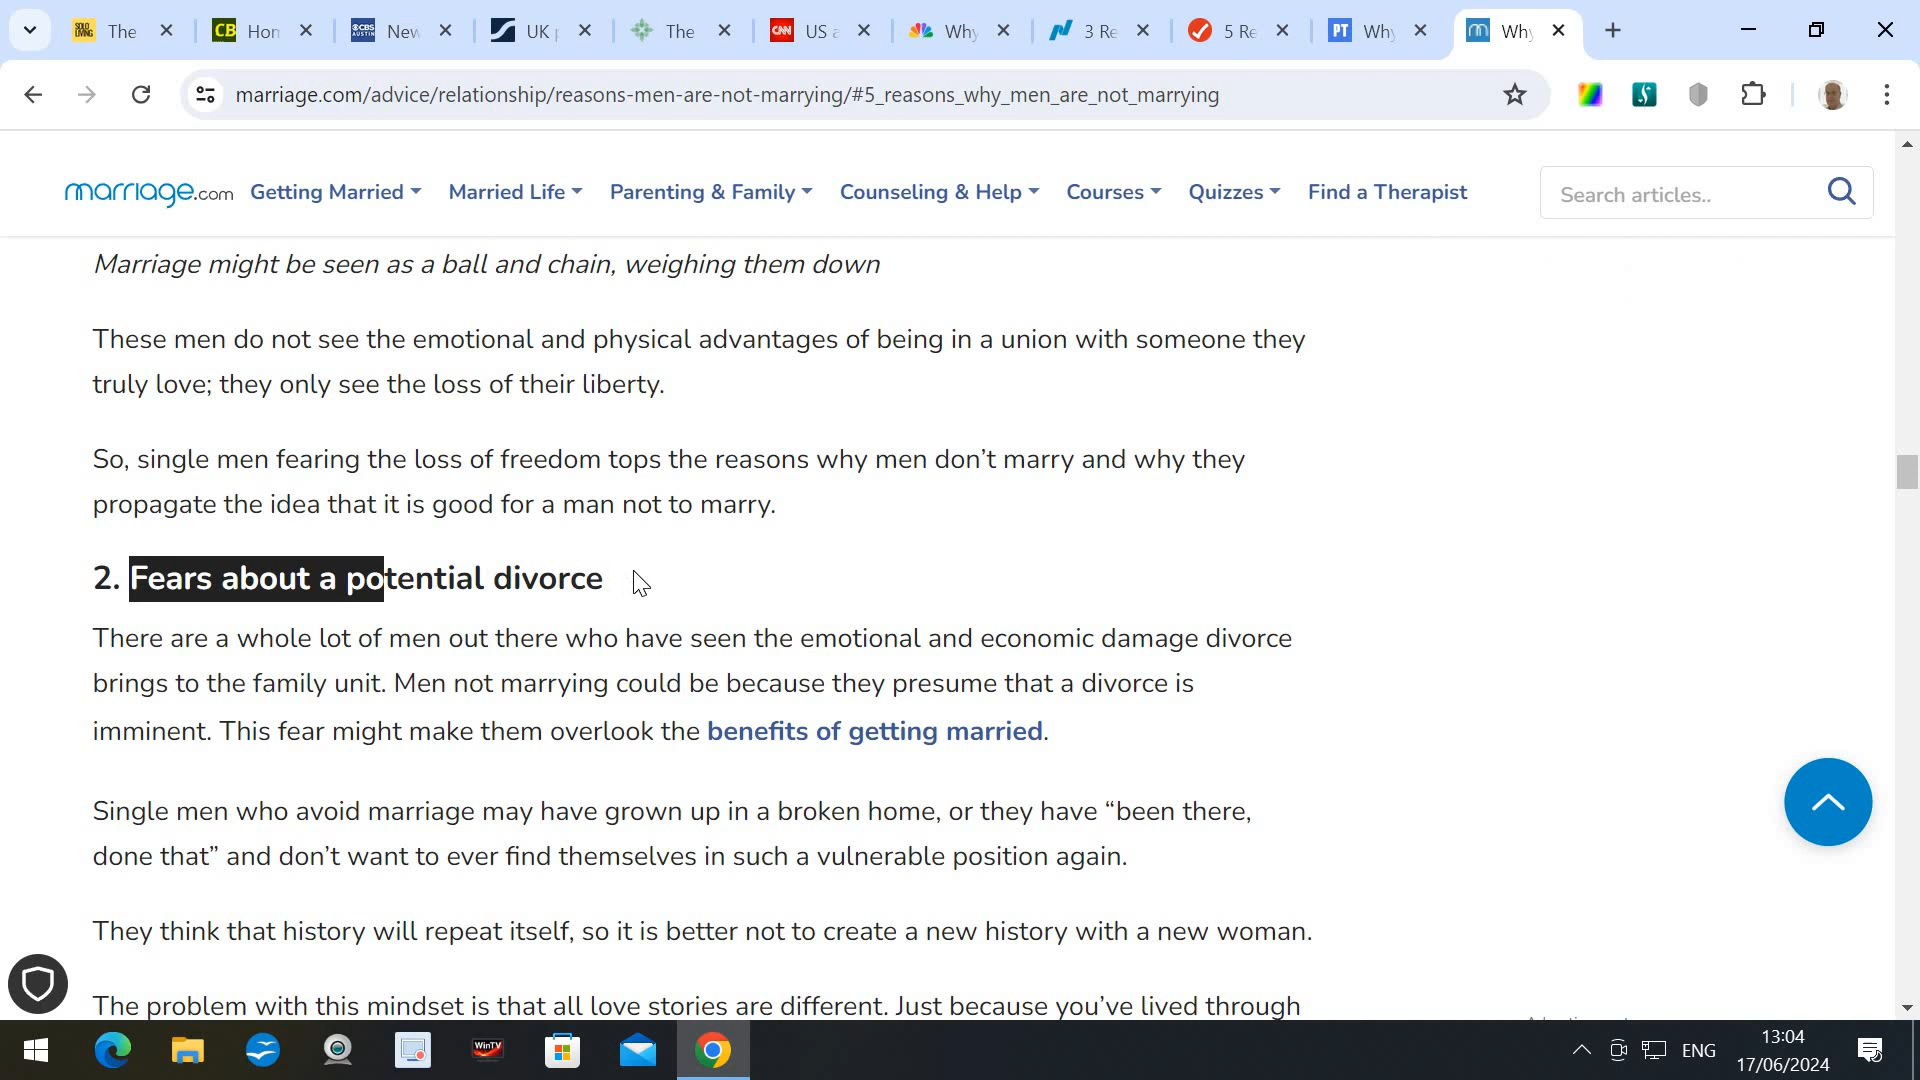 The
Hon
New
UK
The
US a
Why
3 Re
5 Re
Why
Why
marriage.com/advice/relationship/reasons-men-are-not-marrying/#5_reasons_why_men_are_not_marrying
marriage.com Getting Married Married Life Parenting & Family Counseling & Help Courses Quizzes Find a Therapist Search articles..
Marriage might be seen as a ball and chain, weighing them down
These men do not see the emotional and physical advantages of being in a union with someone they
truly love; they only see the loss of their liberty.
So, single men fearing the loss of freedom tops the reasons why men don’t marry and why they
propagate the idea that it is good for a man not to marry.
2. Fears about a potential divorce
There are a whole lot of men out there who have seen the emotional and economic damage divorce
brings to the family unit. Men not marrying could be because they presume that a divorce is
imminent. This fear might make them overlook the benefits of getting married.
Single men who avoid marriage may have grown up in a broken home, or they have “been there,
done that” and don’t want to ever find themselves in such a vulnerable position again.
They think that history will repeat itself, so it is better not to create a new history with a new woman.
The problem with this mindset is that all love stories are different. Just because you’ve lived through
WinTV
ENG
13:04
17/06/2024